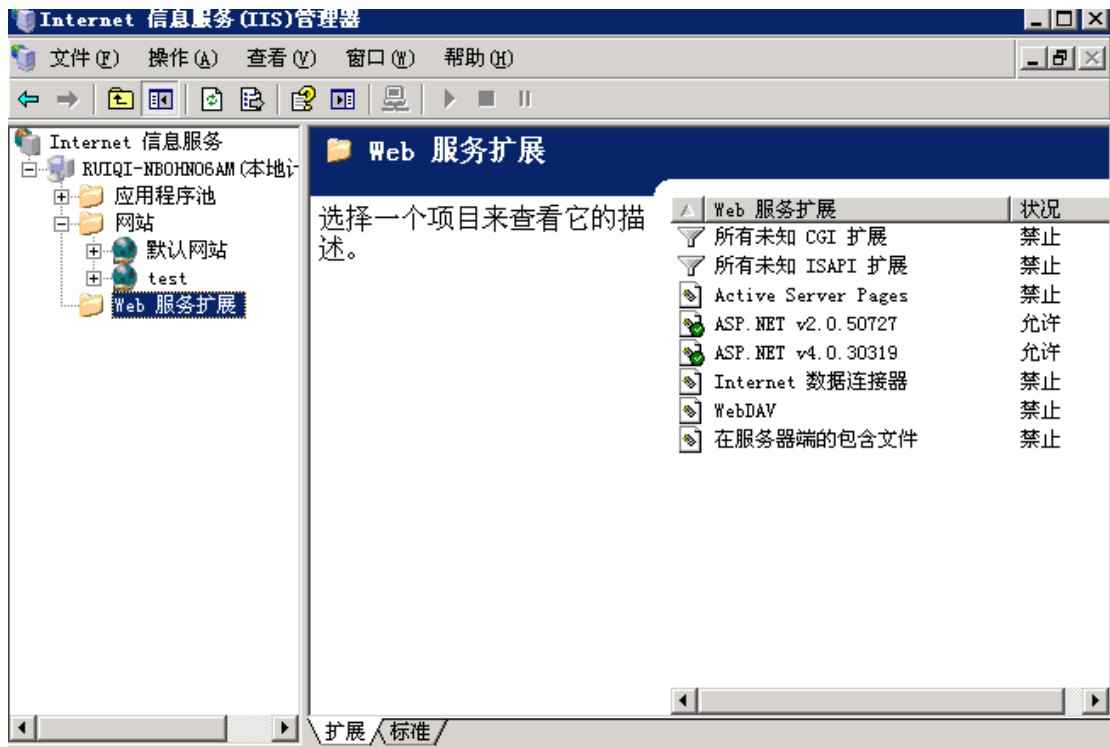 Internet 信息服务(IIS)管理器
文件(F) 操作(A) 查看(V) 窗口(W) 帮助(H)
Internet 信息服务
RUIQI-NBOHNO6AM(本地计
应用程序池
网站
默认网站
test
Web 服务扩展
Web 服务扩展
选择一个项目来查看它的描
述。
Web 服务扩展 状况
所有未知 CGI 扩展 禁止
所有未知 ISAPI 扩展 禁止
Active Server Pages 禁止
ASP.NET v2.0.50727 允许
ASP.NET v4.0.30319 允许
Internet 数据连接器 禁止
WebDAV 禁止
在服务器端的包含文件 禁止
扩展 标准